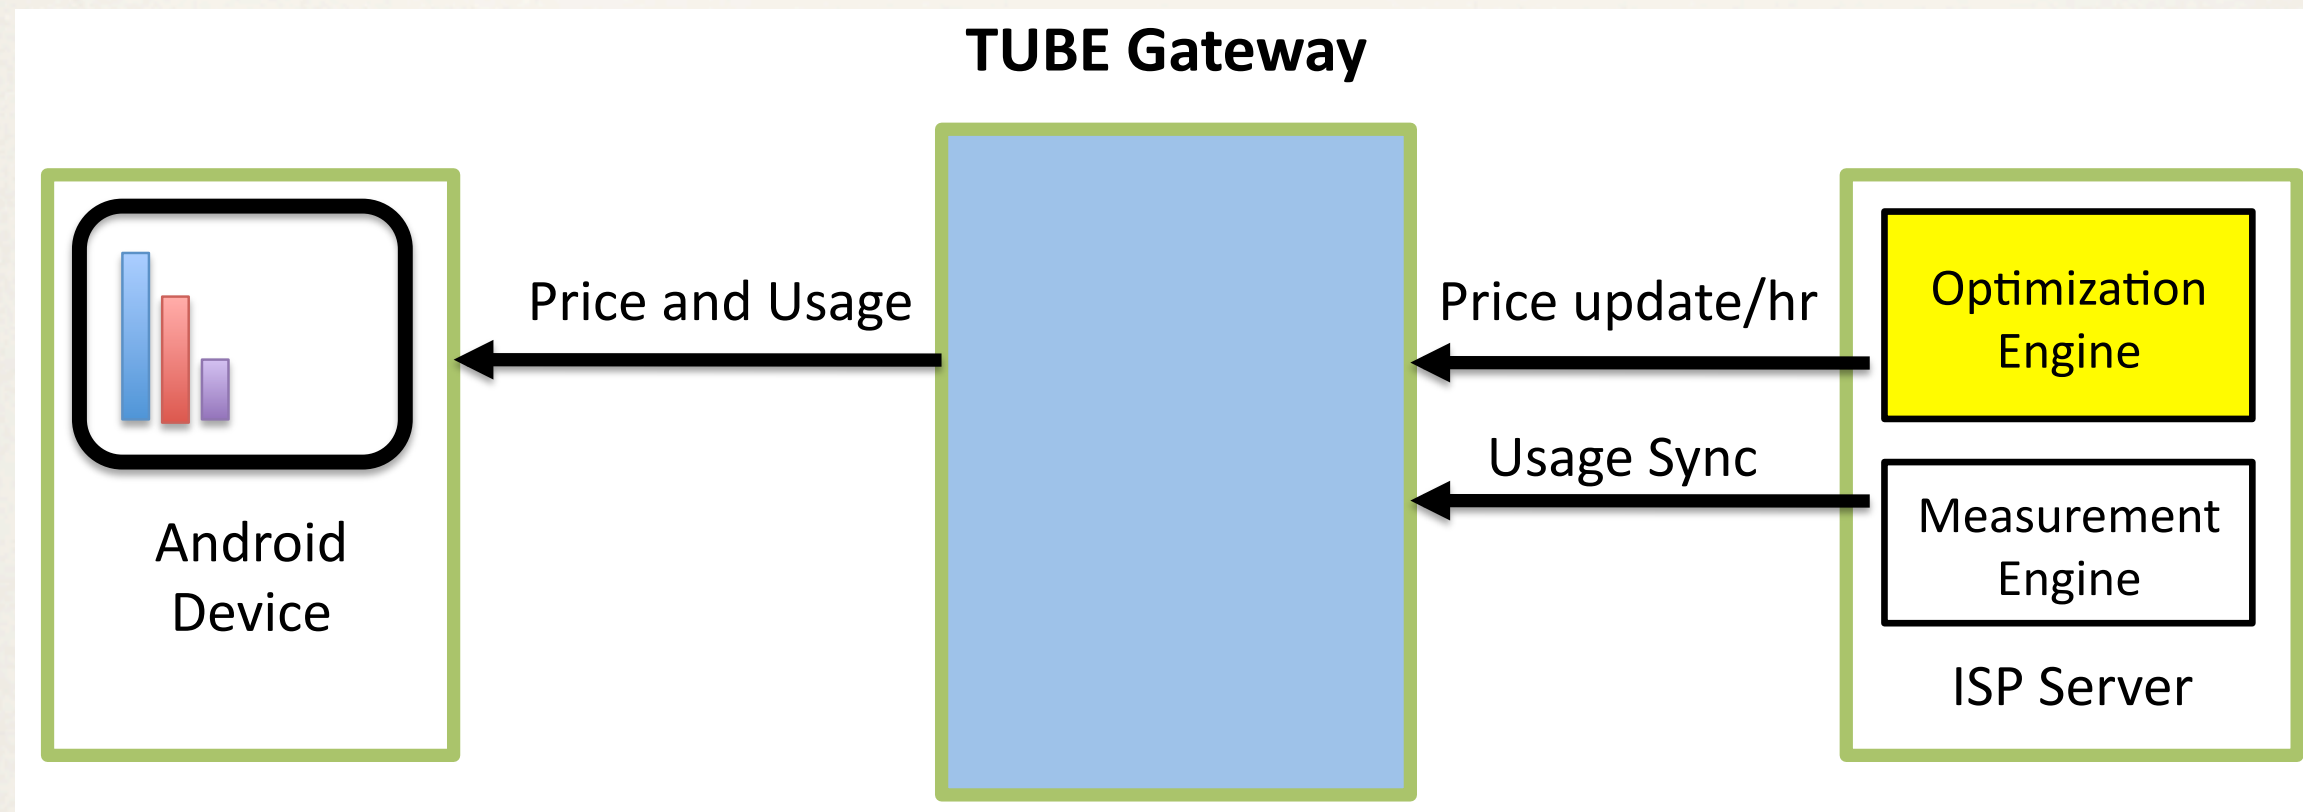 TUBE Gateway
Price and Usage
Price update/hr
Usage Sync
Android
Device
Optimization
Engine
Measurement
Engine
ISP Server